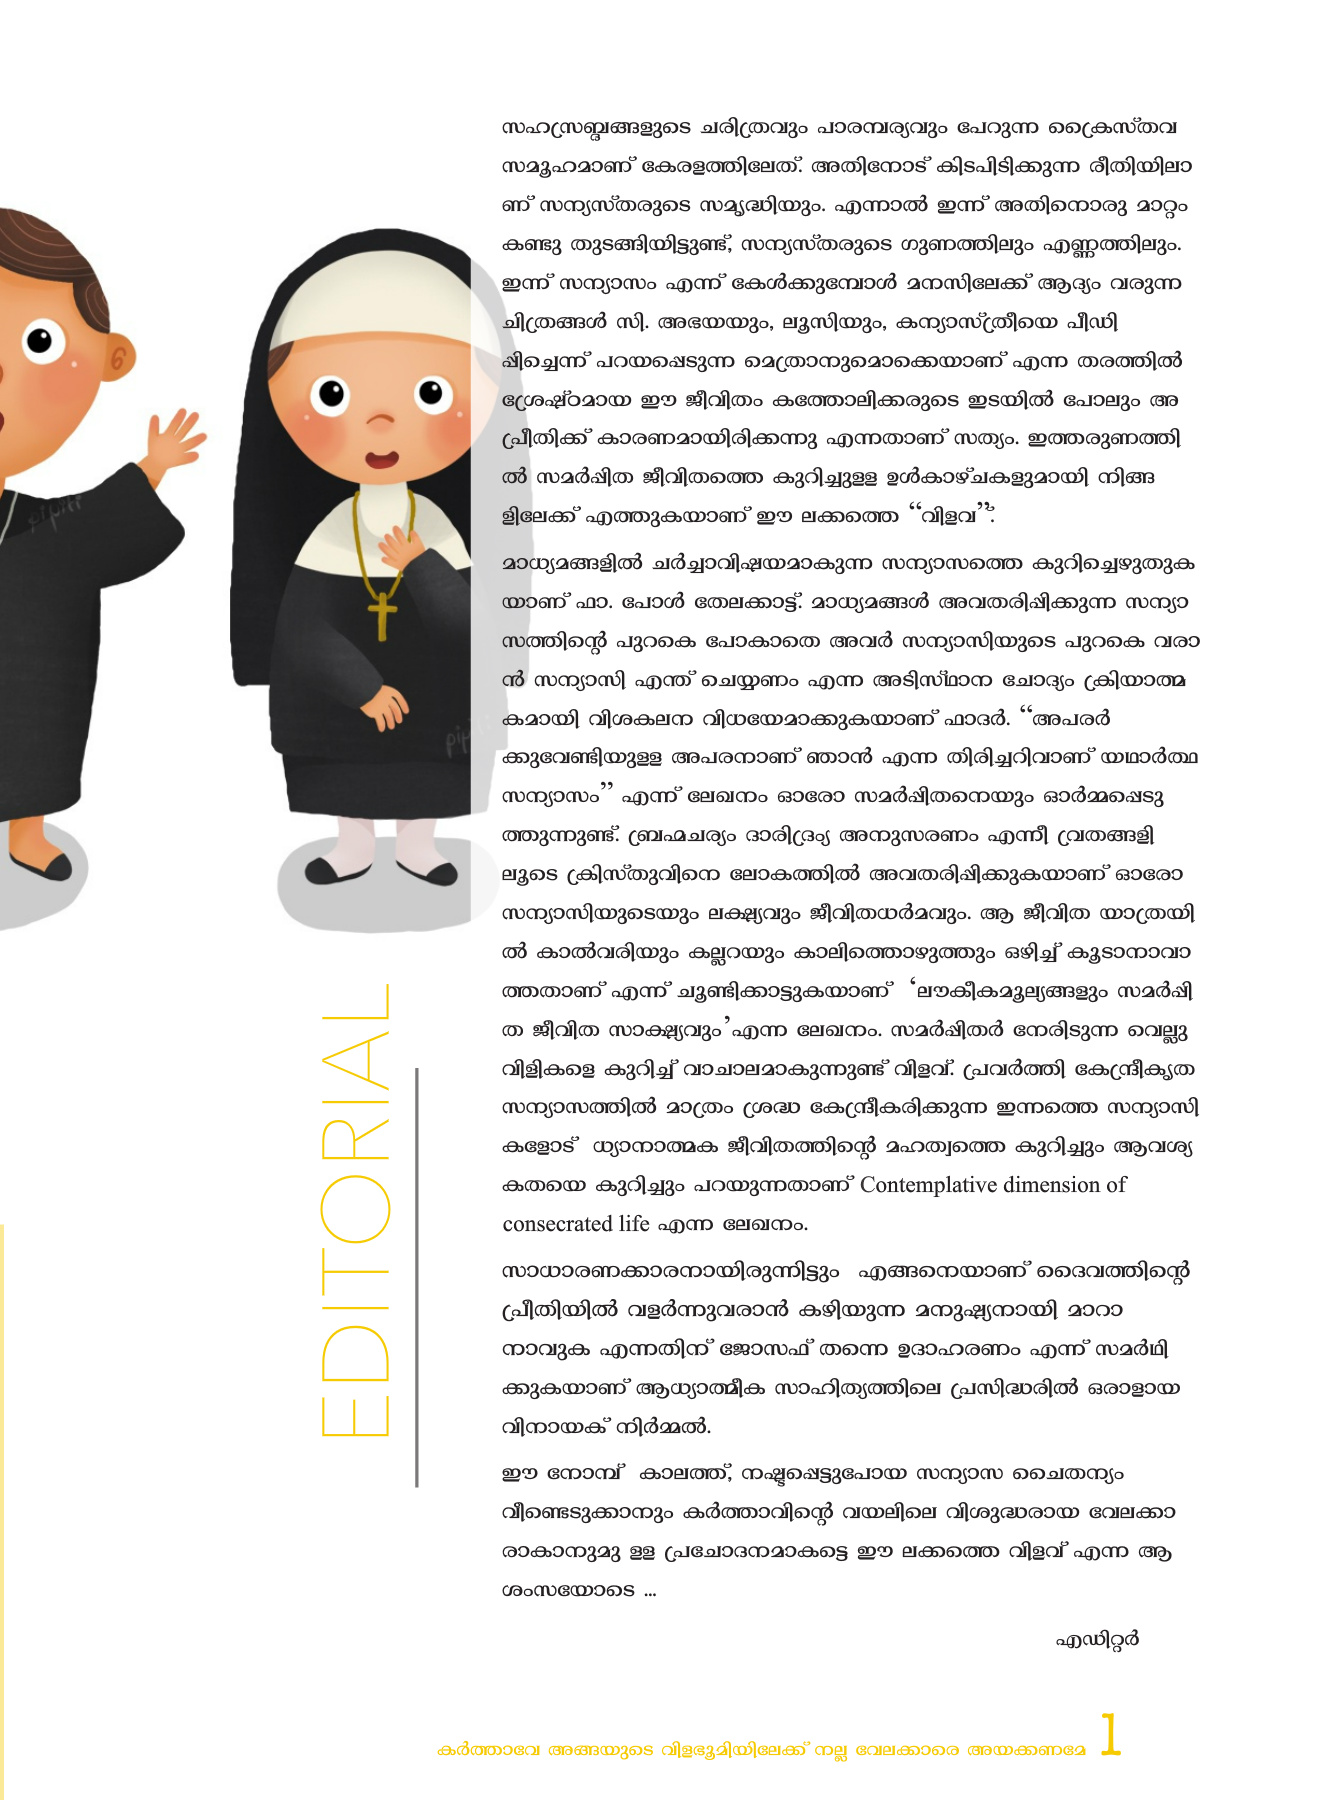 സഹസ്രബ്ദങ്ങളുടെ ചരിത്രവും പാരമ്പര്യവും പേറുന്ന ക്രൈസ്തവ
സമൂഹമാണ് കേരളത്തിലേത്. അതിനോട് കിടപിടിക്കുന്ന രീതിയിലാ
ണ് സന്യസ്തരുടെ സമൃദ്ധിയും. എന്നാൽ ഇന്ന് അതിനൊരു മാറ്റം
കണ്ടു തുടങ്ങിയിട്ടുണ്ട്, സന്യസ്തരുടെ ഗുണത്തിലും എണ്ണത്തിലും.
ഇന്ന് സന്യാസം എന്ന് കേൾക്കുമ്പോൾ മനസിലേക്ക് ആദ്യം വരുന്ന
ചിത്രങ്ങൾ സി. അഭയയും, ലൂസിയും, കന്യാസ്ത്രീയെ പീഡി
പ്പിച്ചെന്ന് പറയപ്പെടുന്ന മെത്രാനുമൊക്കെയാണ് എന്ന തരത്തിൽ
ശ്രേഷ്ഠമായ ഈ ജീവിതം കത്തോലിക്കരുടെ ഇടയിൽ പോലും അ
പ്രീതിക്ക് കാരണമായിരിക്കന്നു എന്നതാണ് സത്യം. ഇത്തരുണത്തി
ൽ സമർപ്പിത ജീവിതത്തെ കുറിച്ചുള്ള ഉൾകാഴ്ചകളുമായി നിങ്ങ
ളിലേക്ക് എത്തുകയാണ് ഈ ലക്കത്തെ “വിളവ്”.
മാധ്യമങ്ങളിൽ ചർച്ചാവിഷയമാകുന്ന സന്യാസത്തെ കുറിച്ചെഴുതുക
യാണ് ഫാ. പോൾ തേലക്കാട്ട്. മാധ്യമങ്ങൾ അവതരിപ്പിക്കുന്ന സന്യാ
സത്തിന്റെ പുറകെ പോകാതെ അവർ സന്യാസിയുടെ പുറകെ വരാ
ൻ സന്യാസി എന്ത് ചെയ്യണം എന്ന അടിസ്ഥാന ചോദ്യം ക്രിയാത്മ
കമായി വിശകലന വിധയേമാക്കുകയാണ് ഫാദർ. “അപരർ
ക്കുവേണ്ടിയുള്ള അപരനാണ് ഞാൻ എന്ന തിരിച്ചറിവാണ് യഥാർത്ഥ
സന്യാസം” എന്ന് ലേഖനം ഓരോ സമർപ്പിതനെയും ഓർമ്മപ്പെടു
ത്തുന്നുണ്ട്. ബ്രഹ്മചര്യം ദാരിദ്ര്യം അനുസരണം എന്നീ വ്രതങ്ങളി
ലൂടെ ക്രിസ്തുവിനെ ലോകത്തിൽ അവതരിപ്പിക്കുകയാണ് ഓരോ
സന്യാസിയുടെയും ലക്ഷ്യവും ജീവിതധർമവും. ആ ജീവിത യാത്രയി
ൽ കാൽവരിയും കല്ലറയും കാലിത്തൊഴുത്തും ഒഴിച്ച് കൂടാനാവാ
ത്തതാണ് എന്ന് ചൂണ്ടിക്കാട്ടുകയാണ് ‘ലൗകീകമൂല്യങ്ങളും സമർപ്പി
ത ജീവിത സാക്ഷ്യവും’എന്ന ലേഖനം. സമർപ്പിതർ നേരിടുന്ന വെല്ലു
വിളികളെ കുറിച്ച് വാചാലമാകുന്നുണ്ട് വിളവ്. പ്രവർത്തി കേന്ദ്രീകൃത
സന്യാസത്തിൽ മാത്രം ശ്രദ്ധ കേന്ദ്രീകരിക്കുന്ന ഇന്നത്തെ സന്യാസി
കളോട് ധ്യാനാത്മക ജീവിതത്തിന്റെ മഹത്വത്തെ കുറിച്ചും ആവശ്യ
കതയെ കുറിച്ചും പറയുന്നതാണ് Contemplative dimension of
consecrated life എന്ന ലേഖനം.
സാധാരണക്കാരനായിരുന്നിട്ടും എങ്ങനെയാണ് ദൈവത്തിന്റെ
പ്രീതിയിൽ വളർന്നുവരാൻ കഴിയുന്ന മനുഷ്യനായി മാറാ
നാവുക എന്നതിന് ജോസഫ് തന്നെ ഉദാഹരണം എന്ന് സമർഥി
ക്കുകയാണ് ആധ്യാത്മീക സാഹിത്യത്തിലെ പ്രസിദ്ധരിൽ ഒരാളായ
വിനായക് നിർമ്മൽ.
ഈ നോമ്പ് കാലത്ത്, നഷ്ടപ്പെട്ടുപോയ സന്യാസ ചൈതന്യം
വീണ്ടെടുക്കാനും കർത്താവിന്റെ വയലിലെ വിശുദ്ധരായ വേലക്കാ
രാകാനുമു ള്ള പ്രചോദനമാകട്ടെ ഈ ലക്കത്തെ വിളവ് എന്ന ആ
ശംസയോടെ ...
എഡിറ്റർ
EDITORIAL
pipitt
pipitt
കർത്താവേ അങ്ങയുടെ വിളഭൂമിയിലേക്ക് നല്ല വേലക്കാരെ അയക്കണമേ 1